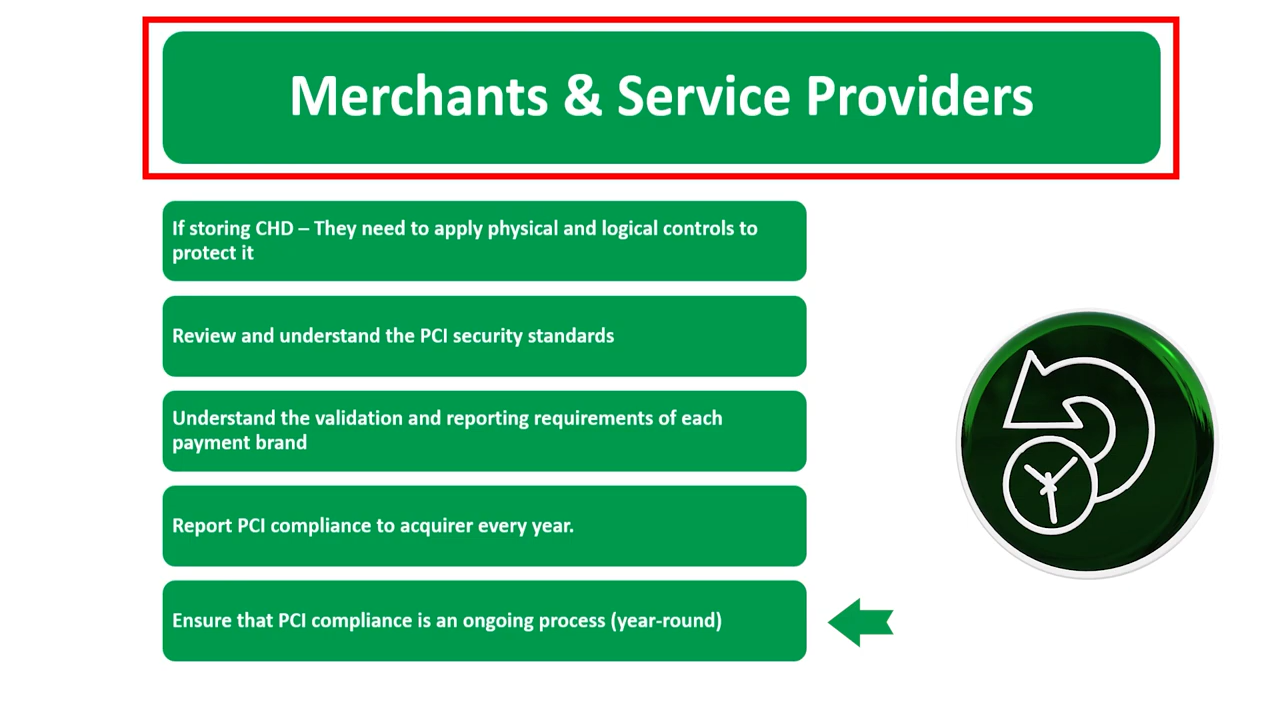 Merchants & Service Providers
If storing CHD – They need to apply physical and logical controls to
protect it
Review and understand the PCI security standards
Understand the validation and reporting requirements of each
payment brand
Report PCI compliance to acquirer every year.
Ensure that PCI compliance is an ongoing process (year-round)